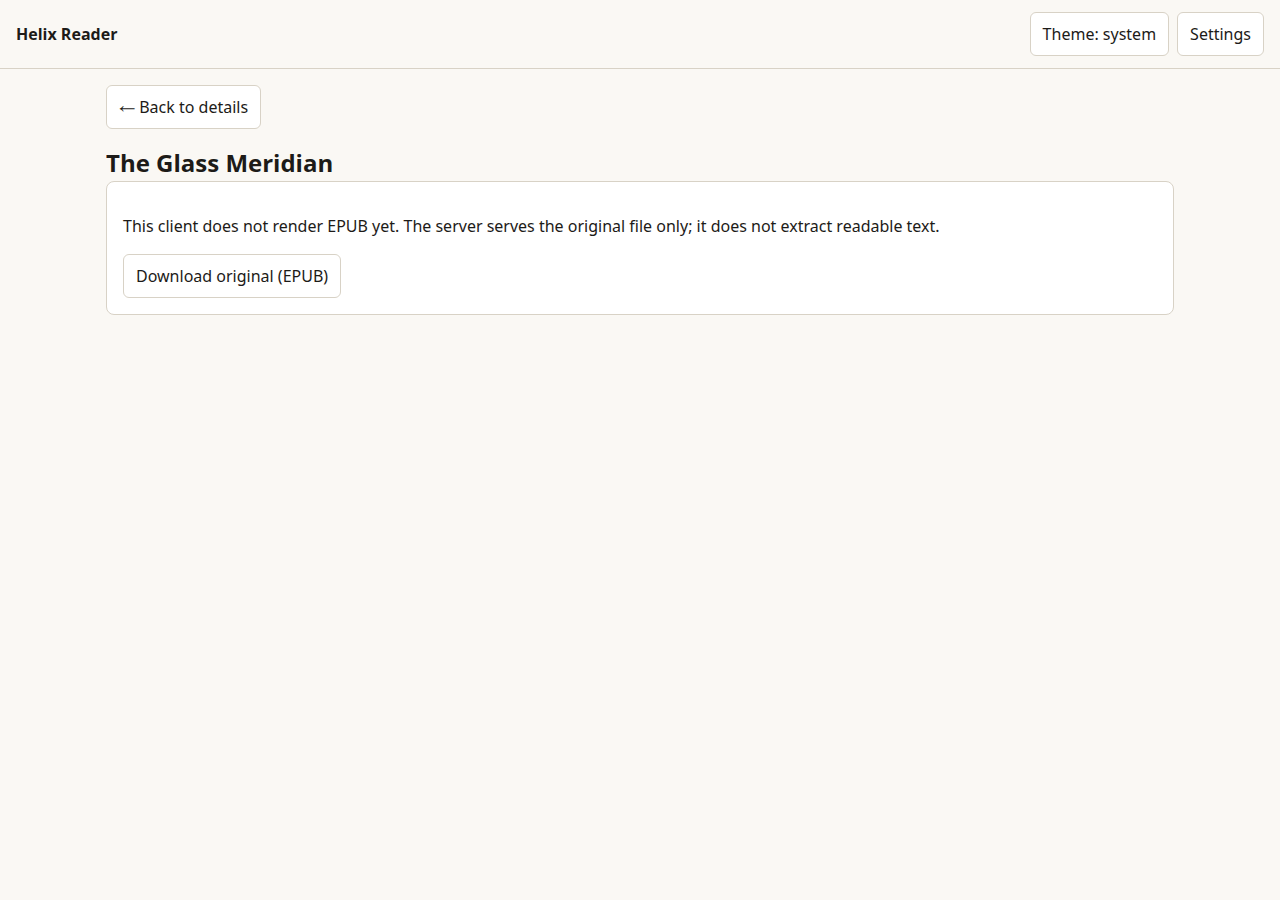 Helix Reader
Theme: system
Settings
← Back to details
The Glass Meridian
This client does not render EPUB yet. The server serves the original file only; it does not extract readable text.
Download original (EPUB)